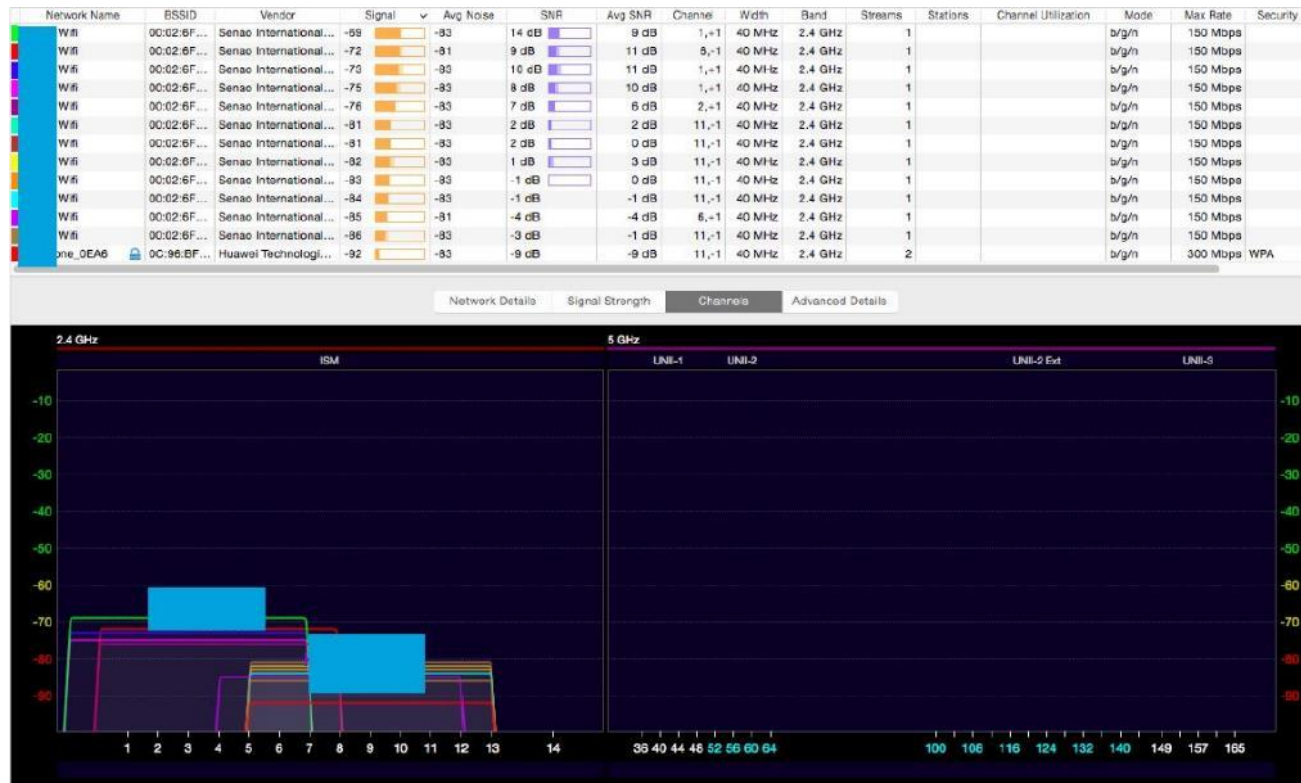 Network Name BSSID Vendor Signal Avg Noise SNR Avg SNR Channel Width Band Streams Stations Channel Utilization Mode Max Rate Security
Wifi 00:02:6F... Senao International... -69 -83 14 dB 9 dB 1,+1 40 MHz 2.4 GHz 1 b/g/n 150 Mbps
Wifi 00:02:6F... Senao International... -72 -81 9 dB 11 dB 6,-1 40 MHz 2.4 GHz 1 b/g/n 150 Mbps
Wifi 00:02:6F... Senao International... -73 -83 10 dB 11 dB 1,+1 40 MHz 2.4 GHz 1 b/g/n 150 Mbps
Wifi 00:02:6F... Senao International... -75 -83 8 dB 10 dB 1,+1 40 MHz 2.4 GHz 1 b/g/n 150 Mbps
Wifi 00:02:6F... Senao International... -76 -83 7 dB 6 dB 2,+1 40 MHz 2.4 GHz 1 b/g/n 150 Mbps
Wifi 00:02:6F... Senao International... -81 -83 2 dB 2 dB 11,-1 40 MHz 2.4 GHz 1 b/g/n 150 Mbps
Wifi 00:02:6F... Senao International... -81 -83 2 dB 0 dB 11,-1 40 MHz 2.4 GHz 1 b/g/n 150 Mbps
Wifi 00:02:6F... Senao International... -82 -83 1 dB 3 dB 11,-1 40 MHz 2.4 GHz 1 b/g/n 150 Mbps
Wifi 00:02:6F... Senao International... -83 -83 -1 dB 0 dB 11,-1 40 MHz 2.4 GHz 1 b/g/n 150 Mbps
Wifi 00:02:6F... Senao International... -84 -83 -1 dB -1 dB 11,-1 40 MHz 2.4 GHz 1 b/g/n 150 Mbps
Wifi 00:02:6F... Senao International... -85 -81 -4 dB -4 dB 6,+1 40 MHz 2.4 GHz 1 b/g/n 150 Mbps
Wifi 00:02:6F... Senao International... -86 -83 -3 dB -1 dB 11,-1 40 MHz 2.4 GHz 1 b/g/n 150 Mbps
one_0EA6 0C:96:BF... Huawei Technologi... -92 -83 -9 dB -9 dB 11,-1 40 MHz 2.4 GHz 2 b/g/n 300 Mbps WPA
Network Details Signal Strength Channels Advanced Details
2.4 GHz 5 GHz
ISM UNII-1 UNII-2 UNII-2 Ext UNII-3
-10 -10
-20 -20
-30 -30
-40 -40
-50 -50
-60 -60
-70 -70
-80 -80
-90 -90
1 2 3 4 5 6 7 8 9 10 11 12 13 14 36 40 44 48 52 56 60 64 100 106 116 124 132 140 149 157 165